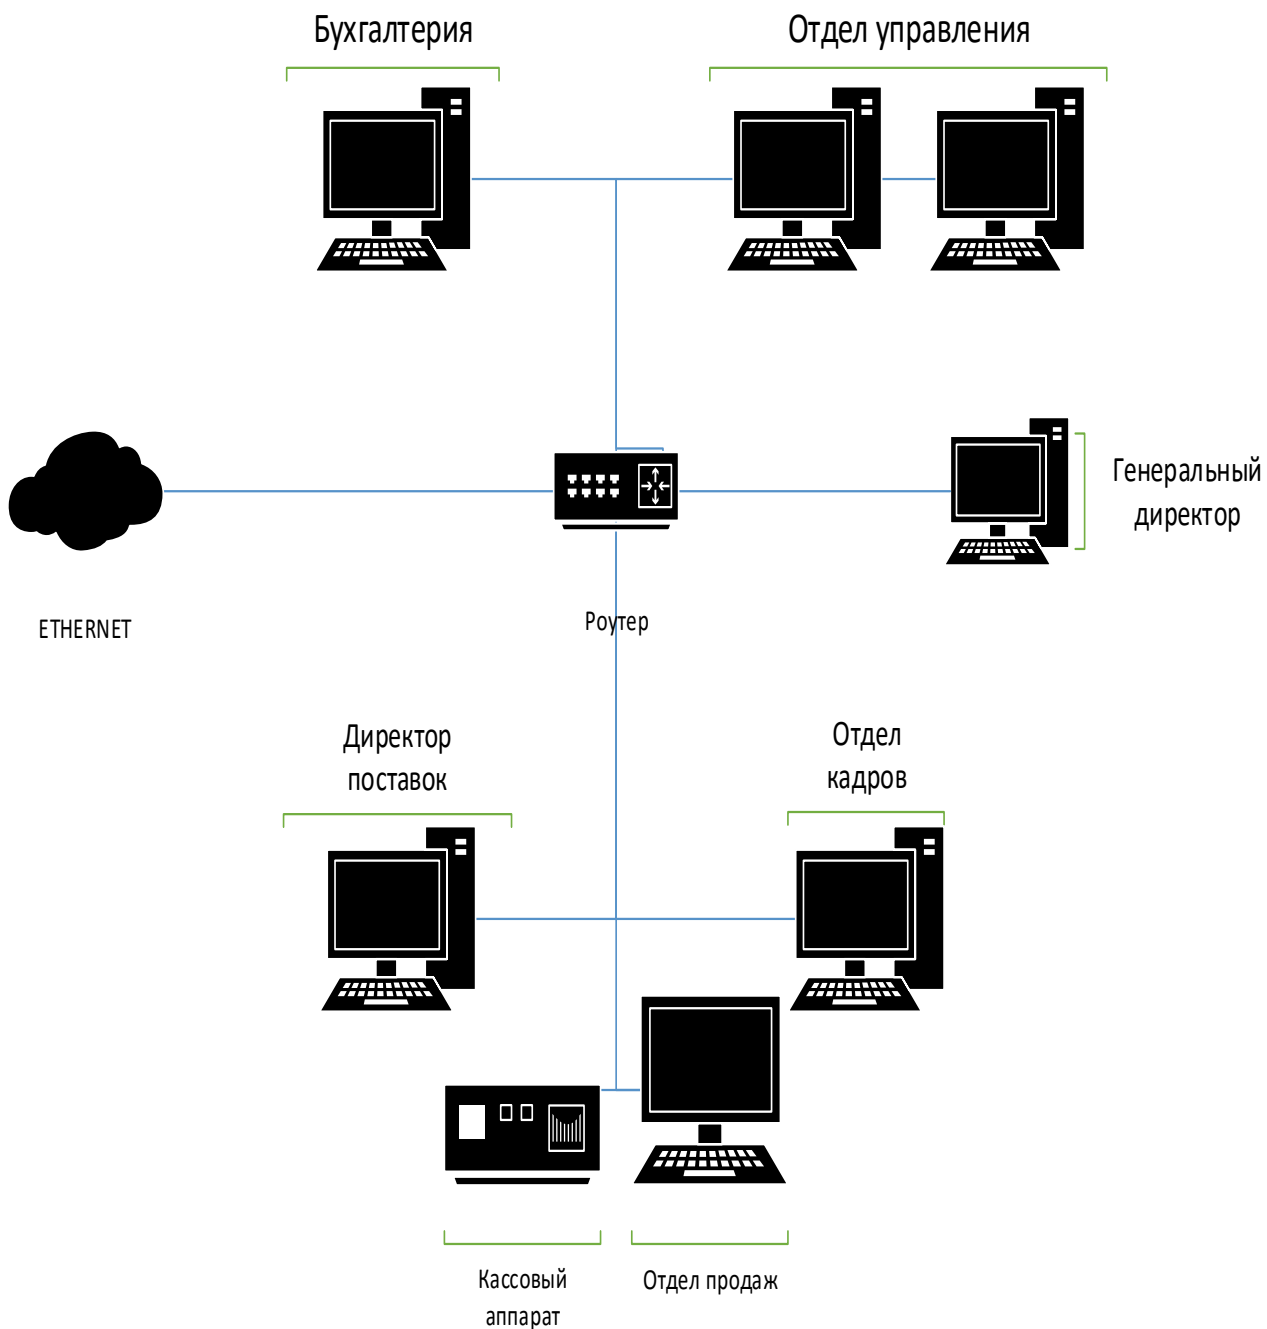 Бухгалтерия
Отдел управления
Генеральный
директор
ETHERNET
Роутер
Директор
поставок
Отдел
кадров
Кассовый
аппарат
Отдел продаж